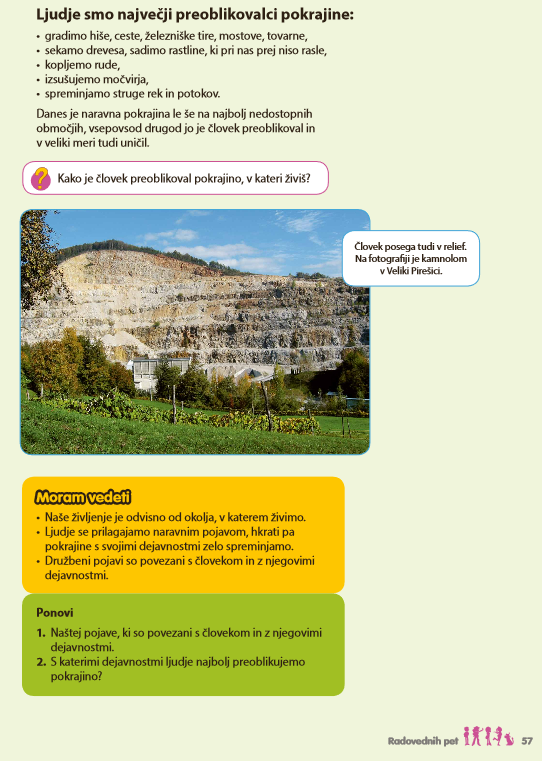 Ljudje smo največji preoblikovalci pokrajine:
• gradimo hiše, ceste, železniške tire, mostove, tovarne,
• sekamo drevesa, sadimo rastline, ki pri nas prej niso rasle,
• kopljemo rude,
• izsušujemo močvirja,
• spreminjamo struge rek in potokov.
Danes je naravna pokrajina le še na najbolj nedostopnih
območjih, vsepovsod drugod jo je človek preoblikoval in
v veliki meri tudi uničil.
? Kako je človek preoblikoval pokrajino, v kateri živiš?
Človek posega tudi v relief.
Na fotografiji je kamnolom
v Veliki Pirešici.
Moram vedeti
• Naše življenje je odvisno od okolja, v katerem živimo.
• Ljudje se prilagajamo naravnim pojavom, hkrati pa
pokrajine s svojimi dejavnostmi zelo spreminjamo.
• Družbeni pojavi so povezani s človekom in z njegovimi
dejavnostmi.
Ponovi
1. Naštej pojave, ki so povezani s človekom in z njegovimi
dejavnostmi.
2. S katerimi dejavnostmi ljudje najbolj preoblikujemo
pokrajino?
Radovednih pet 57